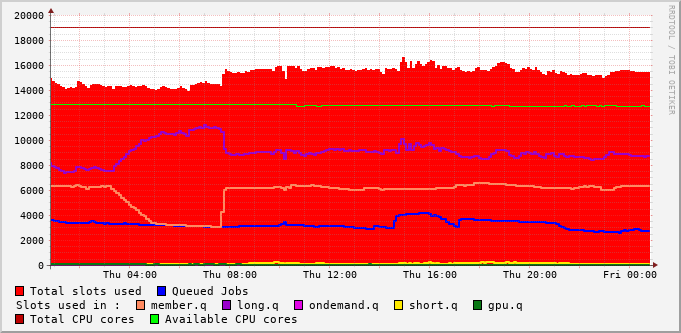 RRDTOOL / TOBI OETIKER
20000
18000
16000
14000
12000
10000
8000
6000
4000
2000
0
Thu 04:00 Thu 08:00 Thu 12:00 Thu 16:00 Thu 20:00 Fri 00:00
Total slots used Queued Jobs
Slots used in : member.q long.q ondemand.q short.q gpu.q
Total CPU cores Available CPU cores